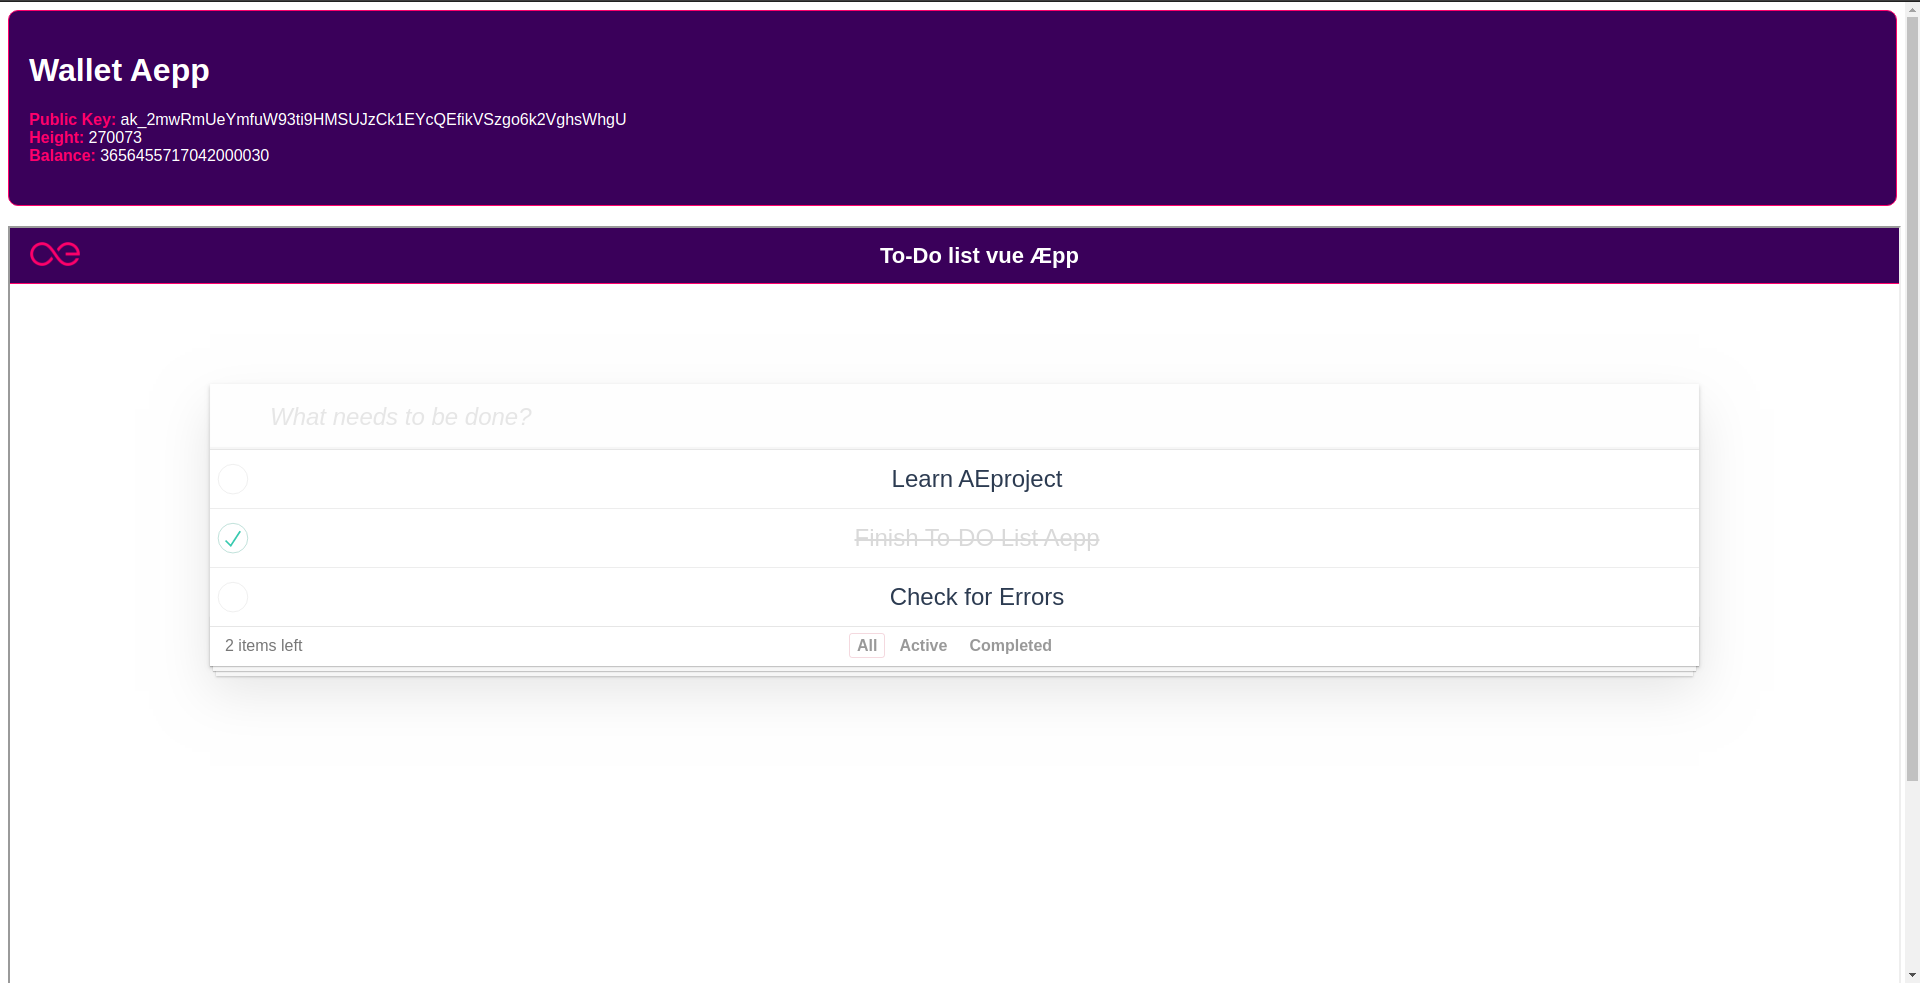 Wallet Aepp
Public Key: ak_2mwRmUeYmfuW93ti9HMSUJzCk1EYcQEfikVSzgo6k2VghsWhgU
Height: 270073
Balance: 3656455717042000030
To-Do list vue Æpp
What needs to be done?
Learn AEproject
Finish To-DO List Aepp
Check for Errors
2 items left
All Active Completed